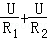 U/R₁ + U/R₂